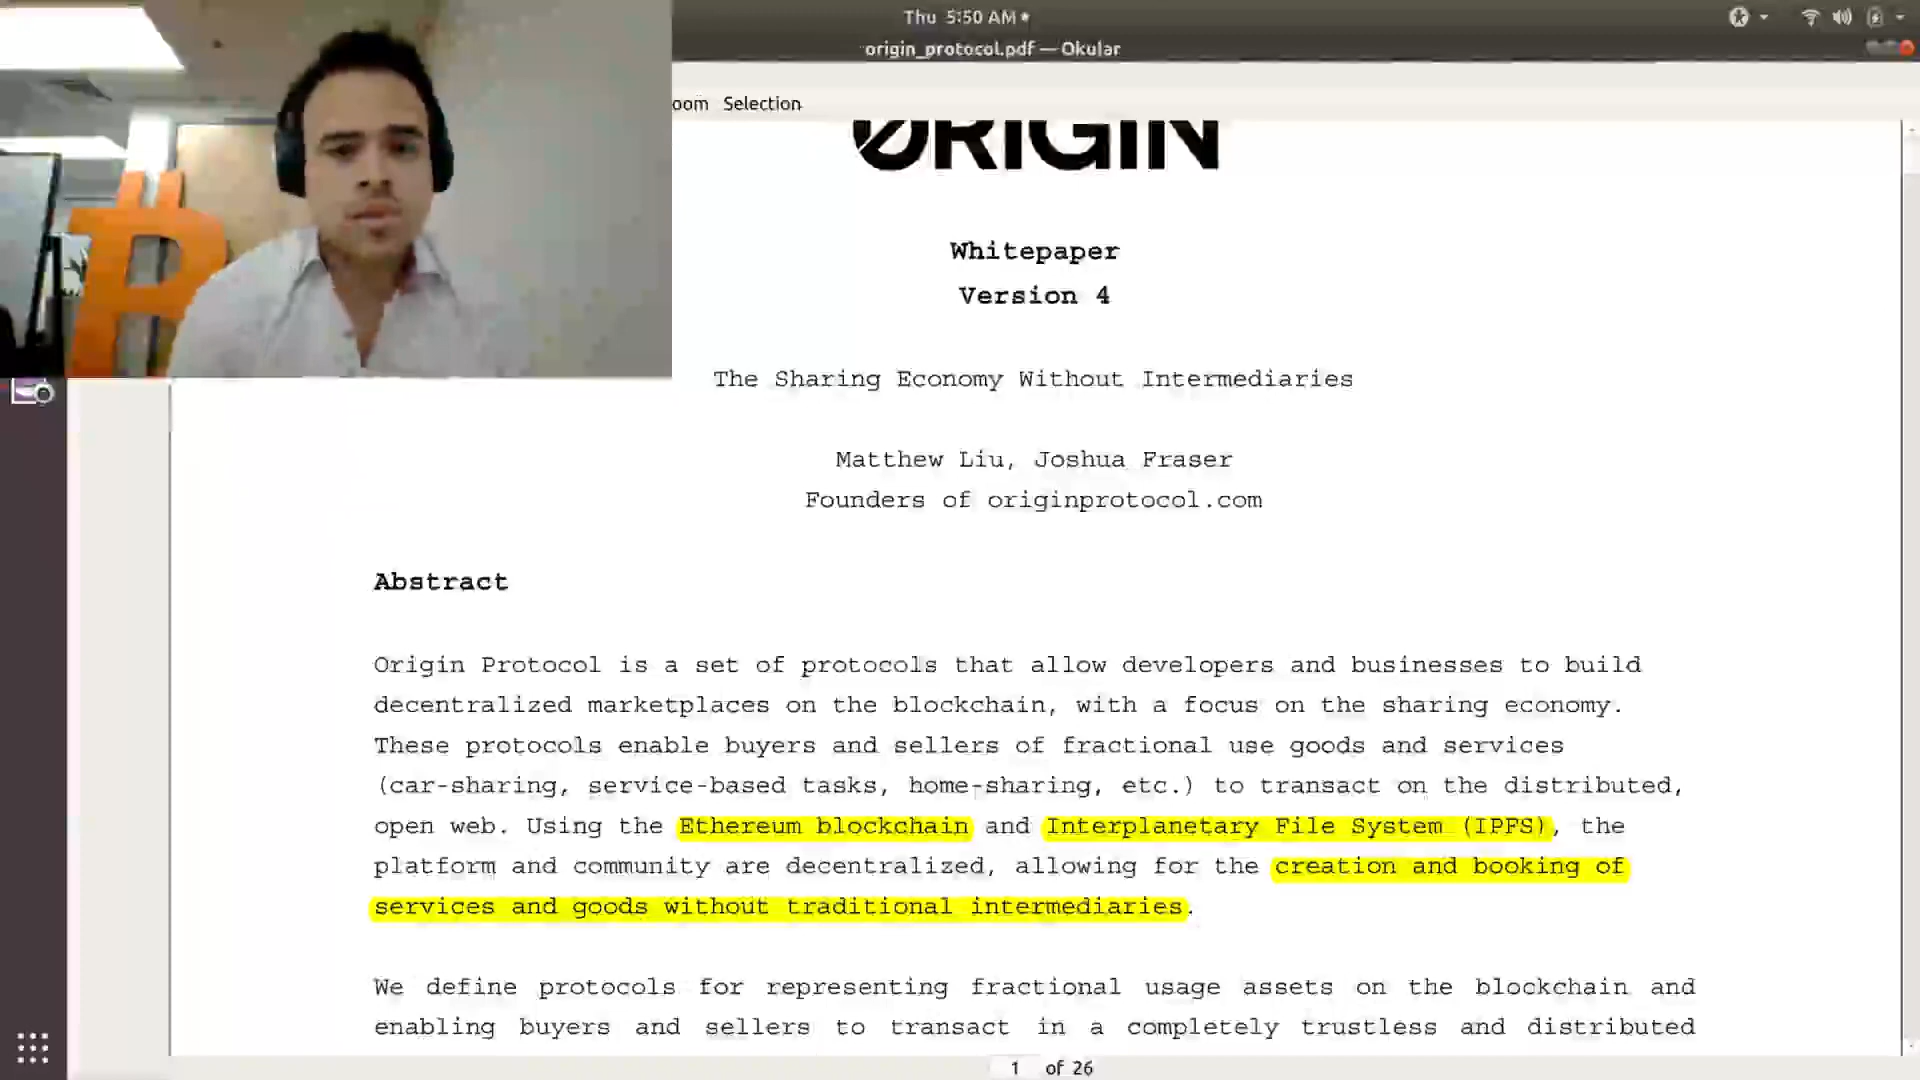 Thu 5:50 AM
origin_protocol.pdf — Okular
oom Selection
ORIGIN
Whitepaper
Version 4
The Sharing Economy Without Intermediaries
Matthew Liu, Joshua Fraser
Founders of originprotocol.com
Abstract
Origin Protocol is a set of protocols that allow developers and businesses to build
decentralized marketplaces on the blockchain, with a focus on the sharing economy.
These protocols enable buyers and sellers of fractional use goods and services
(car-sharing, service-based tasks, home-sharing, etc.) to transact on the distributed,
open web. Using the Ethereum blockchain and Interplanetary File System (IPFS), the
platform and community are decentralized, allowing for the creation and booking of
services and goods without traditional intermediaries.
We define protocols for representing fractional usage assets on the blockchain and
enabling buyers and sellers to transact in a completely trustless and distributed
1 of 26